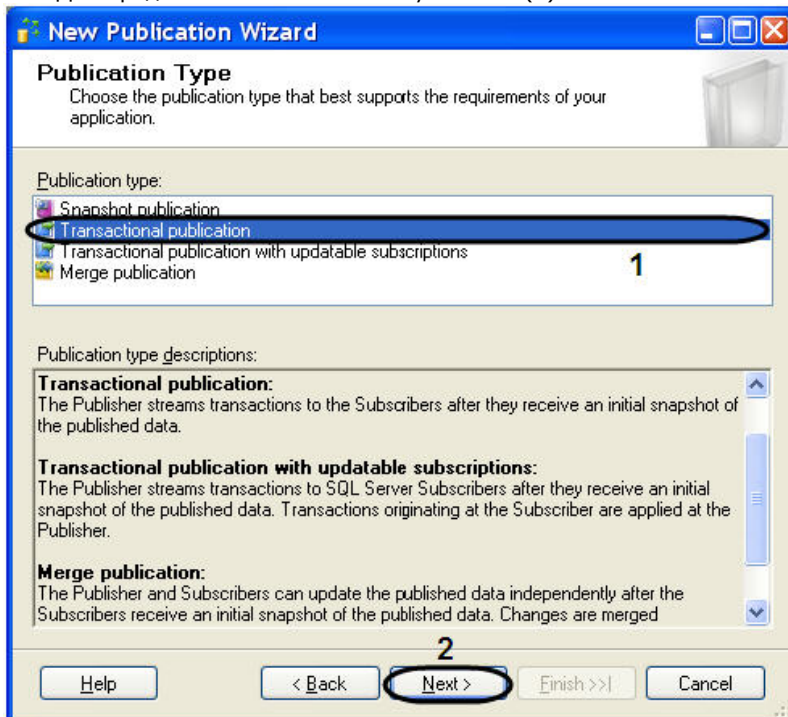 New Publication Wizard
Publication Type
Choose the publication type that best supports the requirements of your
application.
Publication type:
Snapshot publication
Transactional publication
Transactional publication with updatable subscriptions
1
Merge publication
Publication type descriptions:
Transactional publication:
The Publisher streams transactions to the Subscribers after they receive an initial snapshot of
the published data.
Transactional publication with updatable subscriptions:
The Publisher streams transactions to SQL Server Subscribers after they receive an initial
snapshot of the published data. Transactions originating at the Subscriber are applied at the
Publisher.
Merge publication:
The Publisher and Subscribers can update the published data independently after the
Subscribers receive an initial snapshot of the published data. Changes are merged
2
Help
< Back
Next >
Finish >>|
Cancel